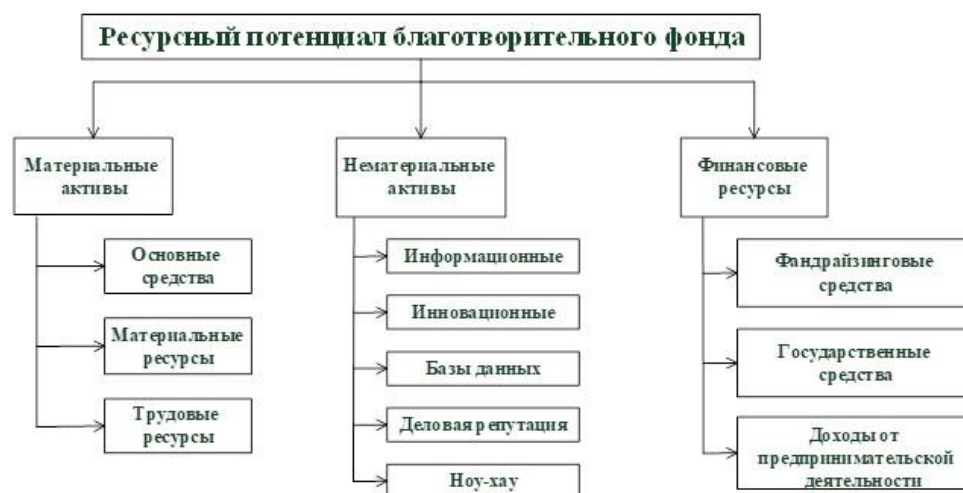 Ресурсный потенциал благотворительного фонда
Материальные
активы
Основные
средства
Материальные
ресурсы
Трудовые
ресурсы
Нематериальные
активы
Информационные
Инновационные
Базы данных
Деловая репутация
Ноу-хау
Финансовые
ресурсы
Фандрайзинговые
средства
Государственные
средства
Доходы от
предпринимательской
деятельности